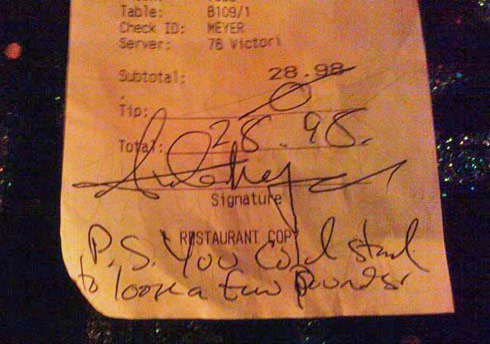 Table: B109/1
Check ID: MEYER
Server: 76 Victori
Subtotal: 28.98
Tip:
Total: 28.98.
Signature
RESTAURANT COPY
P.S. You Could stand
to loose a few Pounds